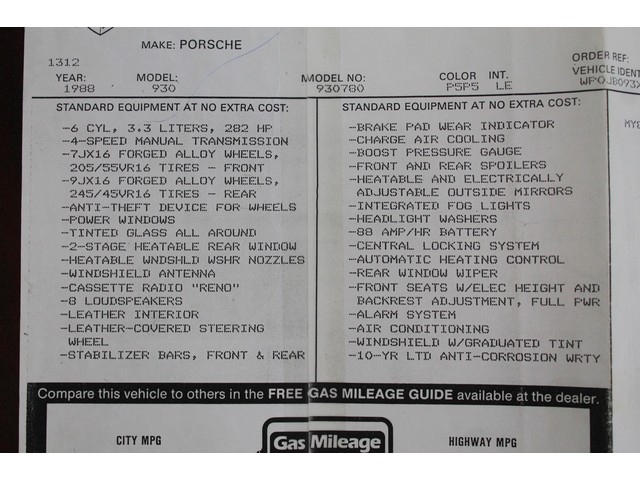 MAKE: PORSCHE
1312
YEAR: MODEL: MODEL NO: COLOR INT.
1988 930 930780 P5P5 LE
ORDER REF:
VEHICLE IDENT
WPOJB093X
STANDARD EQUIPMENT AT NO EXTRA COST:
-6 CYL, 3.3 LITERS, 282 HP
-4-SPEED MANUAL TRANSMISSION
-7JX16 FORGED ALLOY WHEELS,
205/55VR16 TIRES - FRONT
-9JX16 FORGED ALLOY WHEELS,
245/45VR16 TIRES - REAR
-ANTI-THEFT DEVICE FOR WHEELS
-POWER WINDOWS
-TINTED GLASS ALL AROUND
-2-STAGE HEATABLE REAR WINDOW
-HEATABLE WNDSHLD WSHR NOZZLES
-WINDSHIELD ANTENNA
-CASSETTE RADIO "RENO"
-8 LOUDSPEAKERS
-LEATHER INTERIOR
-LEATHER-COVERED STEERING
WHEEL
-STABILIZER BARS, FRONT & REAR
STANDARD EQUIPMENT AT NO EXTRA COST:
-BRAKE PAD WEAR INDICATOR
-CHARGE AIR COOLING
-BOOST PRESSURE GAUGE
-FRONT AND REAR SPOILERS
-HEATABLE AND ELECTRICALLY
ADJUSTABLE OUTSIDE MIRRORS
-INTEGRATED FOG LIGHTS
-HEADLIGHT WASHERS
-88 AMP/HR BATTERY
-CENTRAL LOCKING SYSTEM
-AUTOMATIC HEATING CONTROL
-REAR WINDOW WIPER
-FRONT SEATS W/ELEC HEIGHT AND
BACKREST ADJUSTMENT, FULL PWR
-ALARM SYSTEM
-AIR CONDITIONING
-WINDSHIELD W/GRADUATED TINT
-10-YR LTD ANTI-CORROSION WRTY
Compare this vehicle to others in the FREE GAS MILEAGE GUIDE available at the dealer.
CITY MPG
Gas Mileage
HIGHWAY MPG